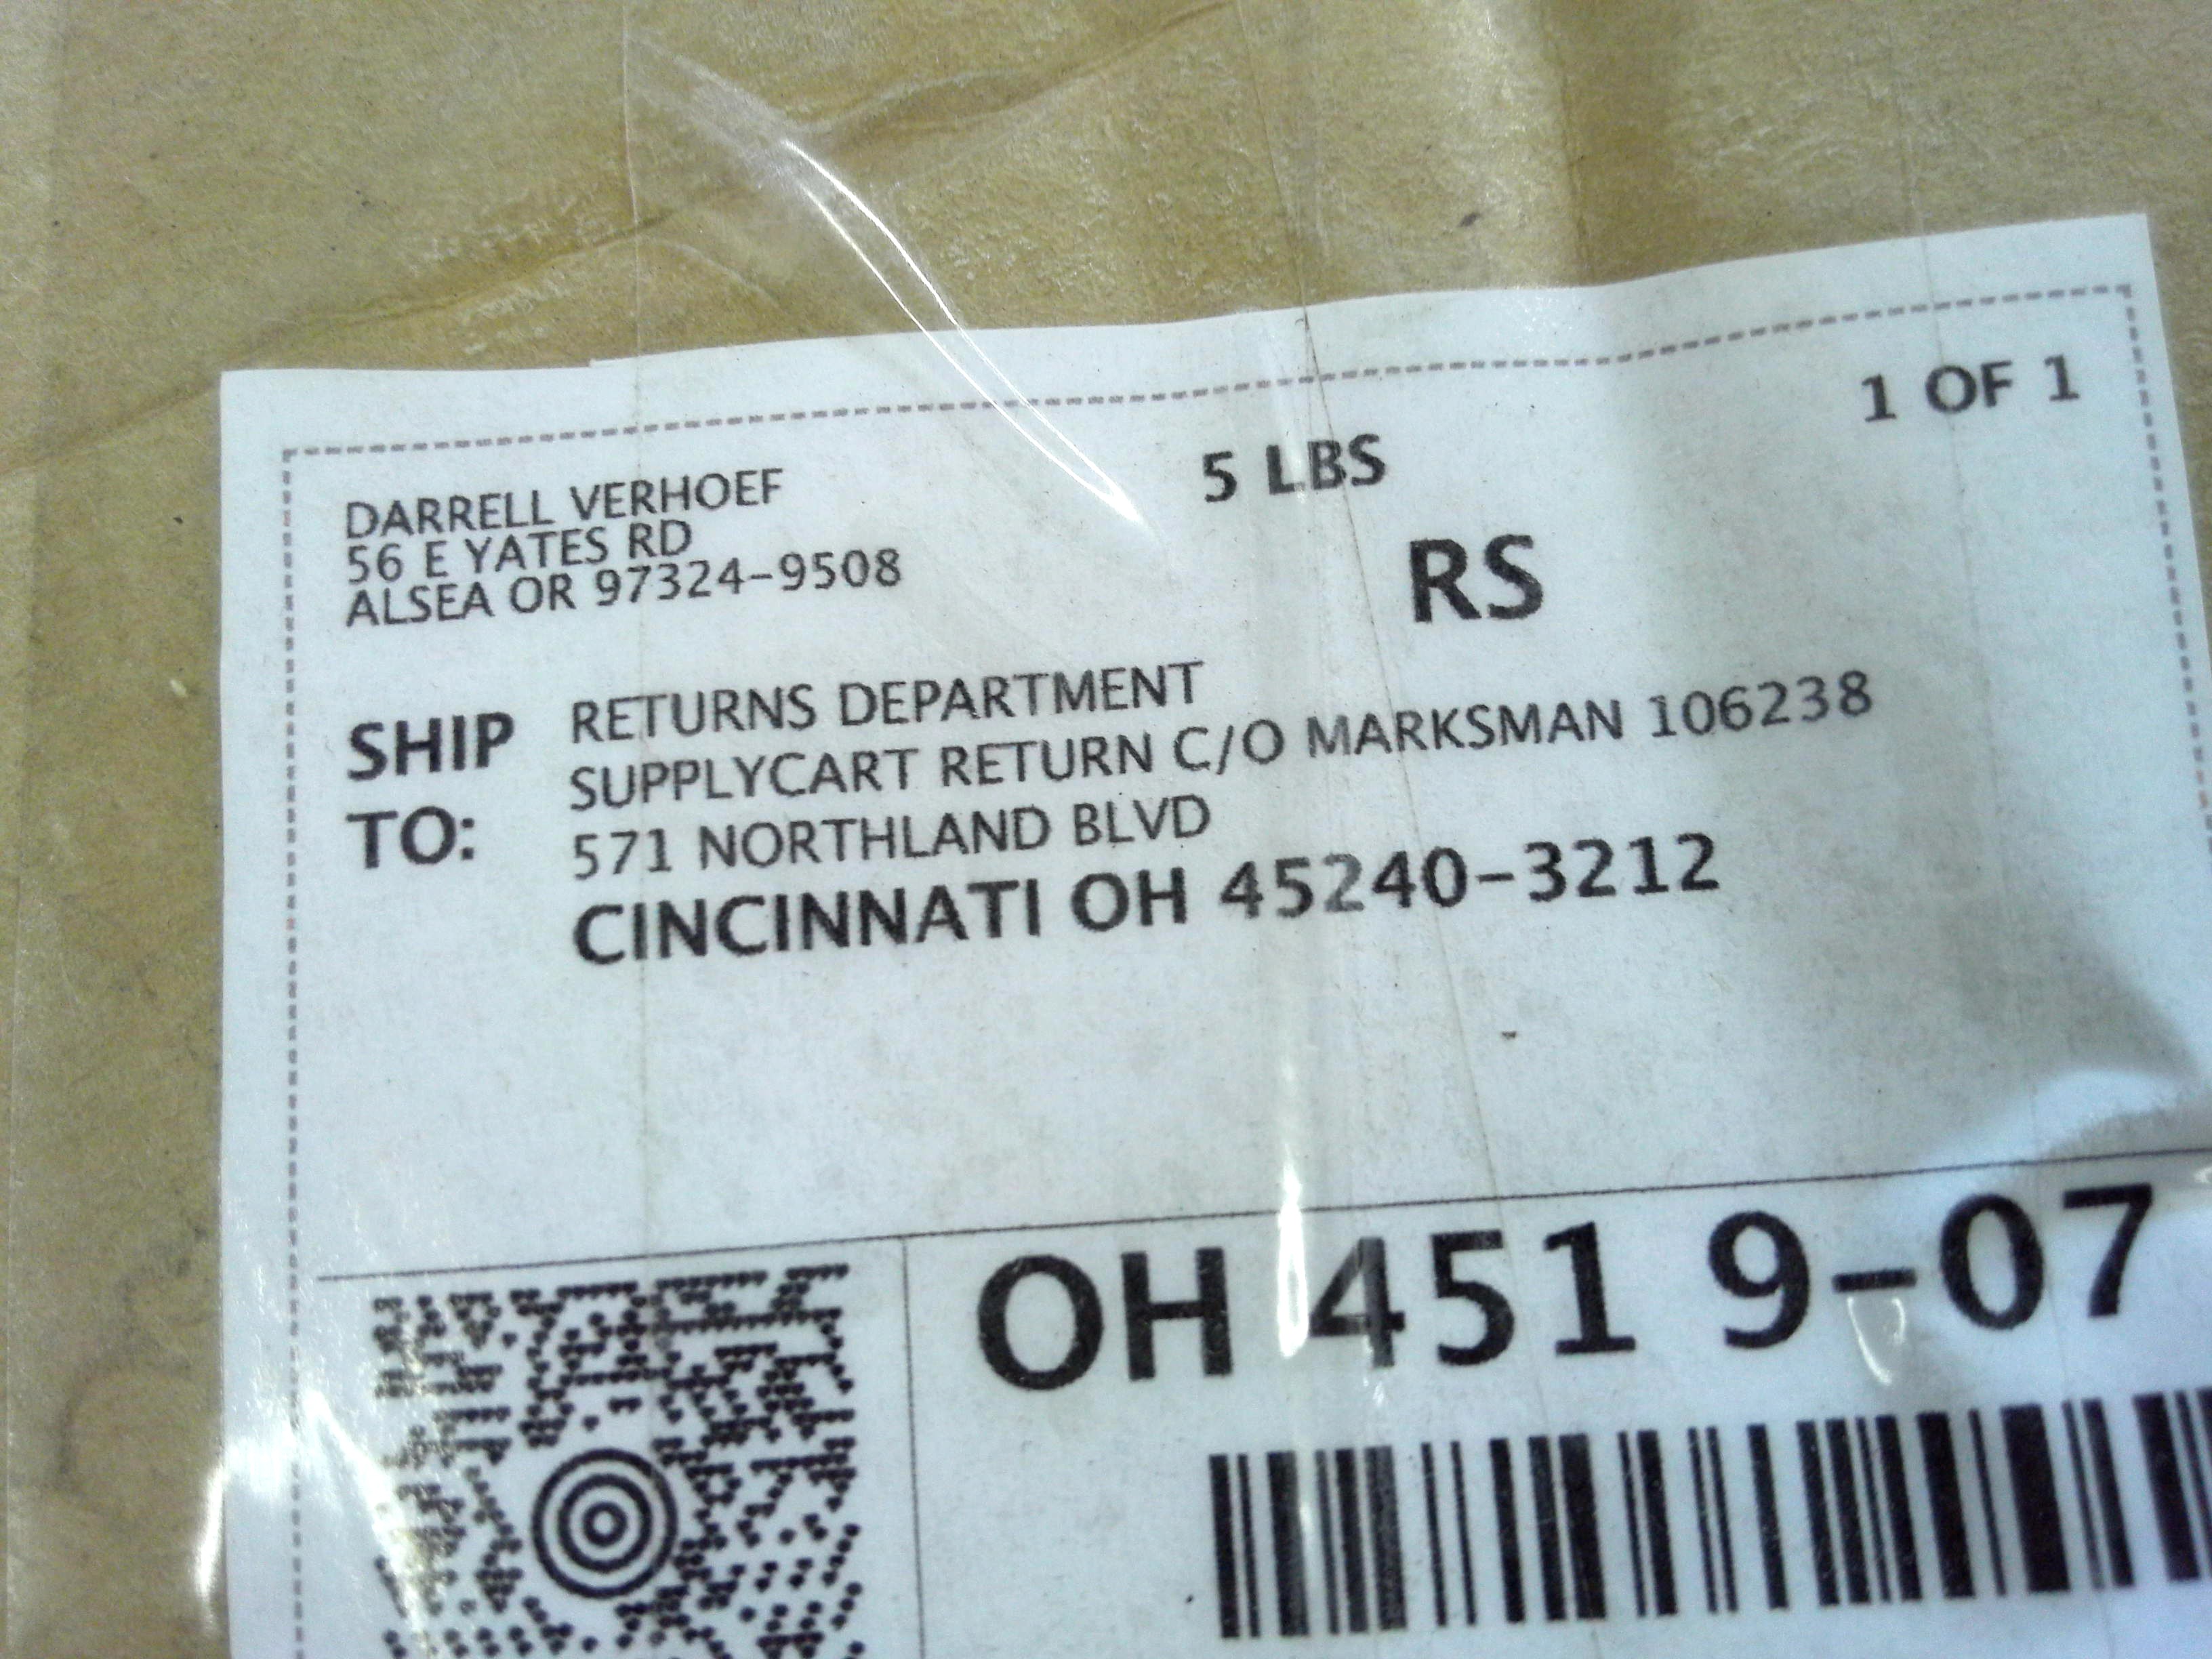 1 OF 1
5 LBS
RS
DARRELL VERHOEF
56 E YATES RD
ALSEA OR 97324-9508
SHIP TO:
RETURNS DEPARTMENT
SUPPLYCART RETURN C/O MARKSMAN 106238
571 NORTHLAND BLVD
CINCINNATI OH 45240-3212
OH 451 9-07